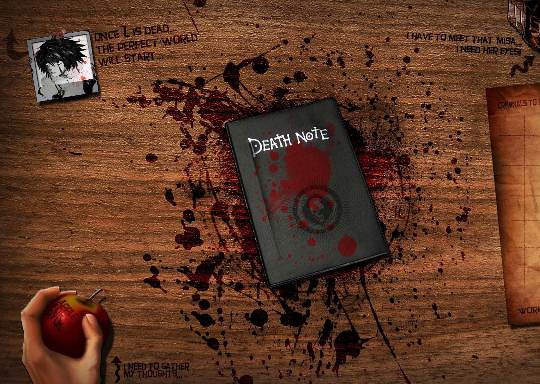 ONCE L IS DEAD,
THE PERFECT WORLD
WILL START...
I HAVE TO MEET THAT MISA...
I NEED HER EYES!
DEATH NOTE
I NEED TO GATHER
MY THOUGHTS...